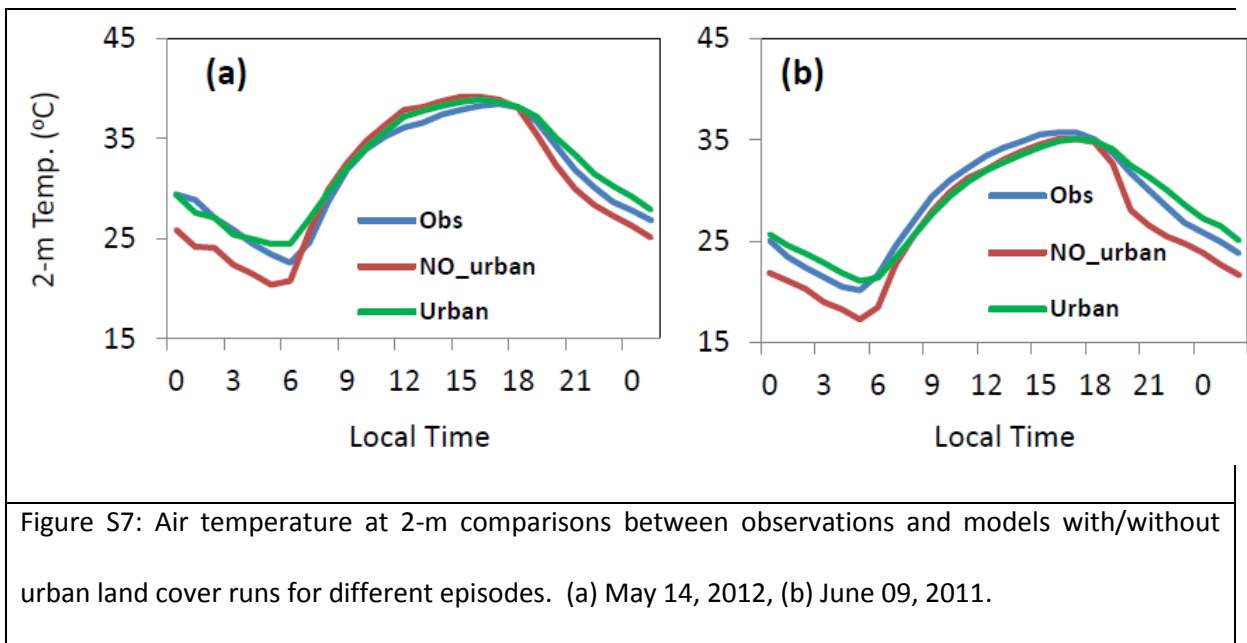 45
(a)
35
25
15
2-m Temp. (ºC)
Obs
NO_urban
Urban
0 3 6 9 12 15 18 21 0
Local Time
45
(b)
35
25
15
Obs
NO_urban
Urban
0 3 6 9 12 15 18 21 0
Local Time
Figure S7: Air temperature at 2-m comparisons between observations and models with/without
urban land cover runs for different episodes. (a) May 14, 2012, (b) June 09, 2011.